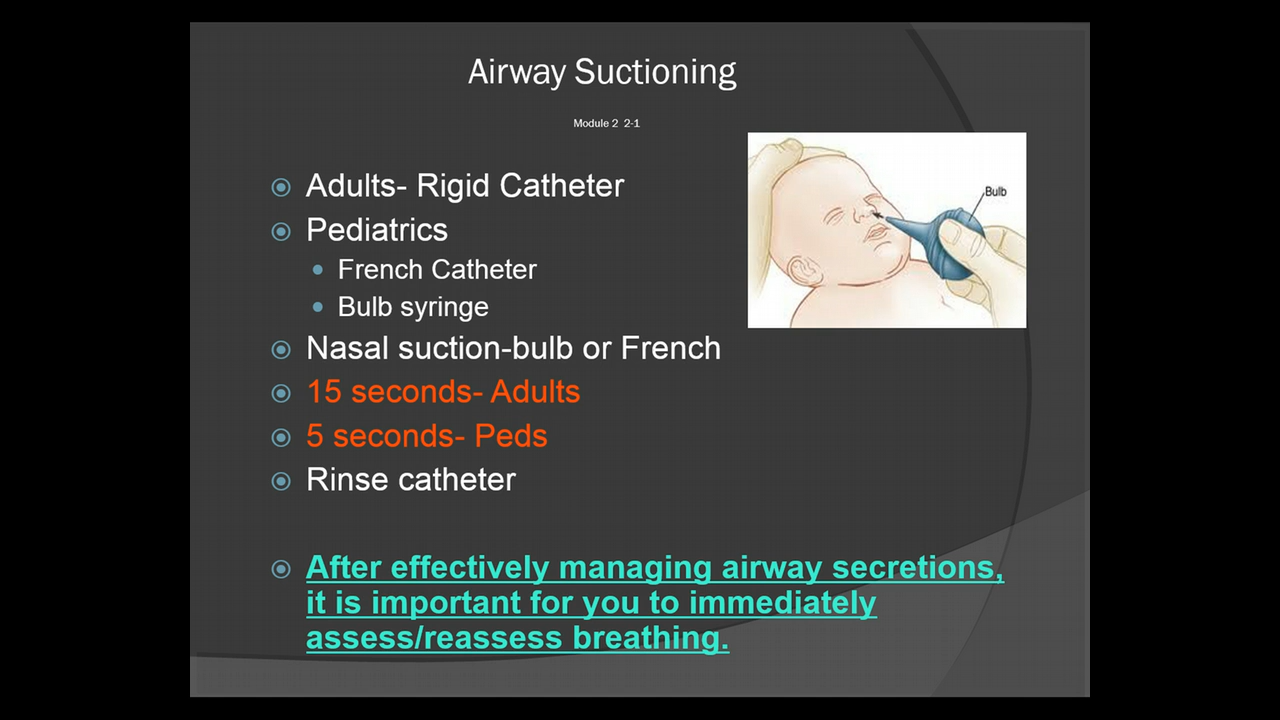 Airway Suctioning
Module 2 2-1
Adults- Rigid Catheter
Pediatrics
French Catheter
Bulb syringe
Nasal suction-bulb or French
15 seconds- Adults
5 seconds- Peds
Rinse catheter
Bulb
After effectively managing airway secretions,
it is important for you to immediately
assess/reassess breathing.